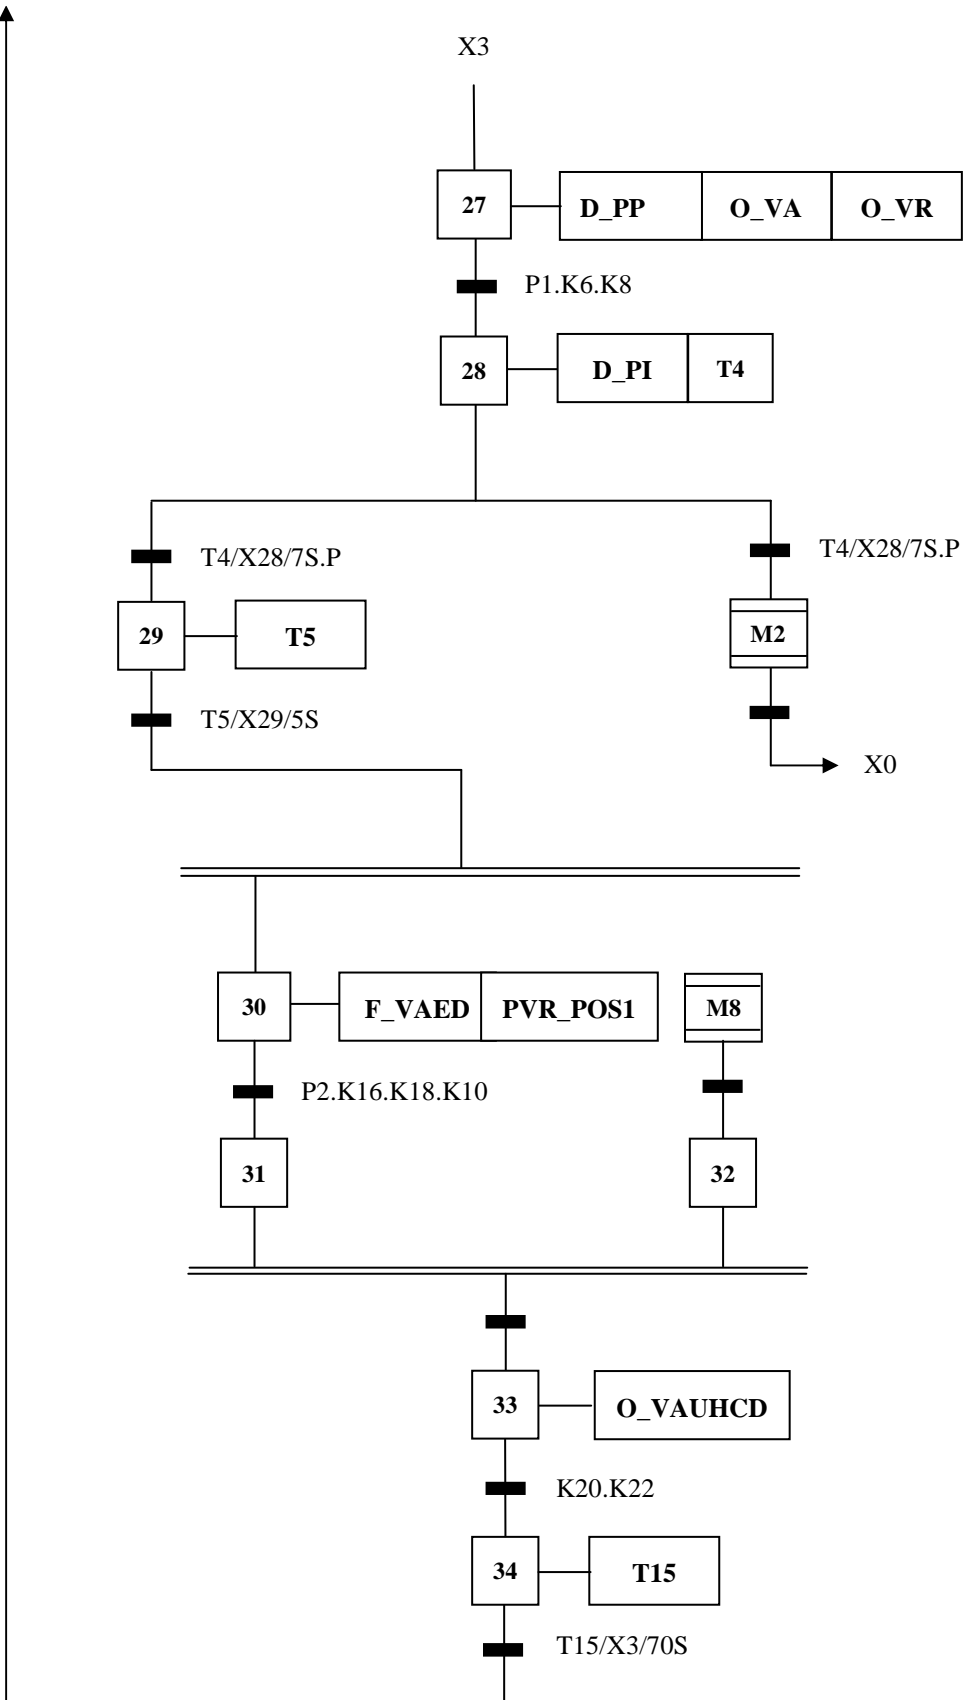 X3
27 D_PP O_VA O_VR
P1.K6.K8
28 D_PI T4
T4/X28/7S.P T4/X28/7S.P
29 T5 M2
T5/X29/5S
X0
30 F_VAED PVR_POS1 M8
P2.K16.K18.K10
31 32
33 O_VAUHCD
K20.K22
34 T15
T15/X3/70S